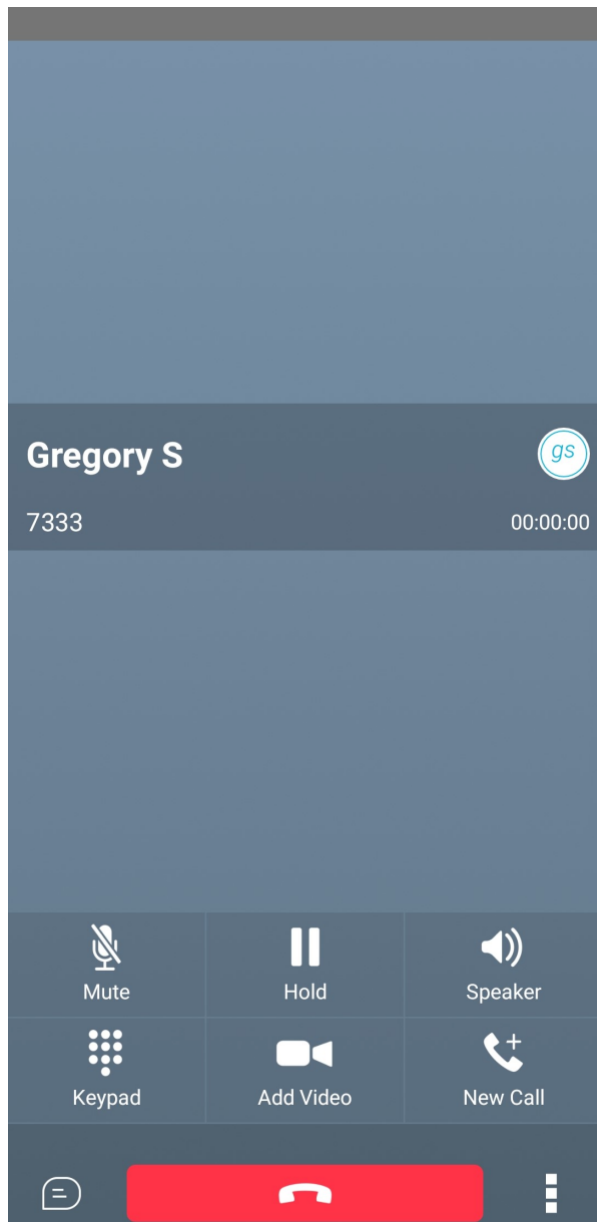 Gregory S
gs
7333
00:00:00
Mute
Hold
Speaker
Keypad
Add Video
New Call